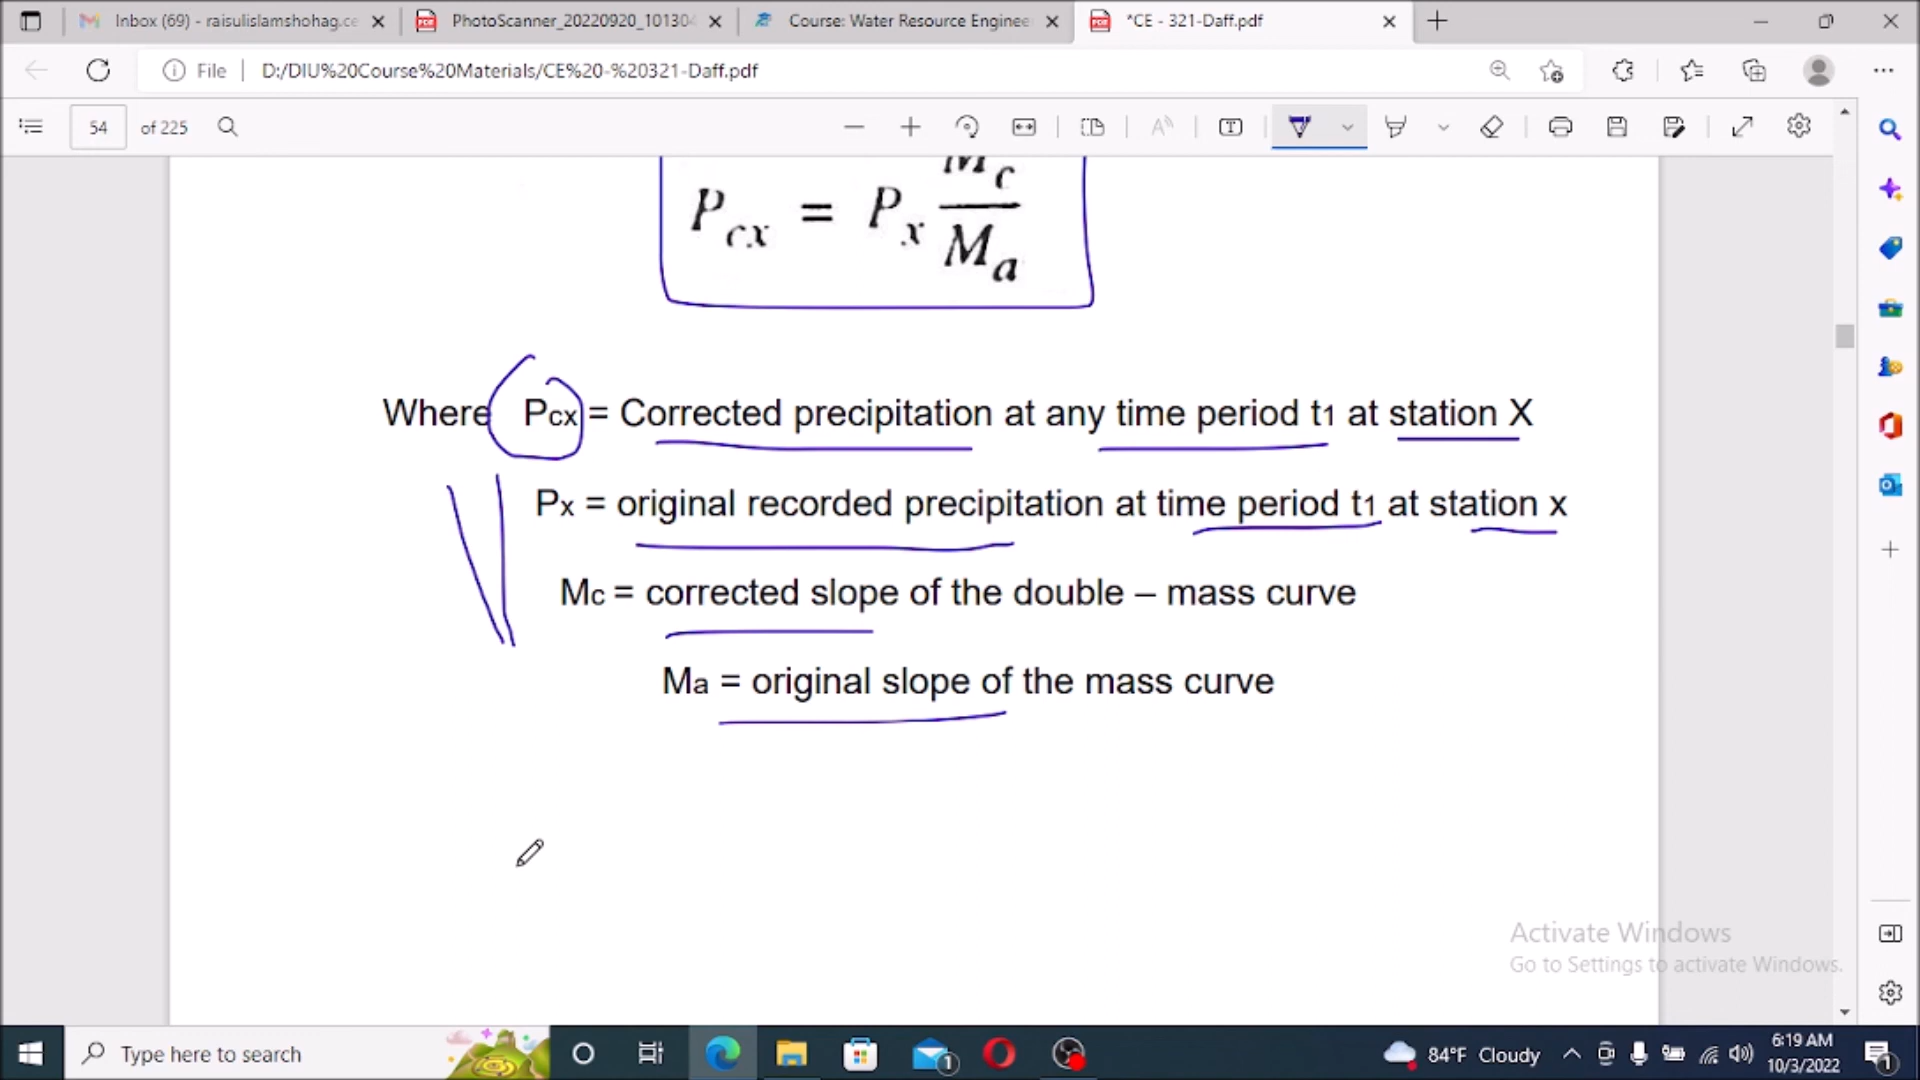 Inbox (69) - raisulislamshohag.ce
PhotoScanner_20220920_101304
Course: Water Resource Enginee
*CE - 321-Daff.pdf
File
D:/DIU%20Course%20Materials/CE%20-%20321-Daff.pdf
54 of 225
Pcx = Px Mc / Ma
Where Pcx = Corrected precipitation at any time period t1 at station X
Px = original recorded precipitation at time period t1 at station x
Mc = corrected slope of the double – mass curve
Ma = original slope of the mass curve
Activate Windows
Go to Settings to activate Windows.
Type here to search
84°F Cloudy
6:19 AM
10/3/2022